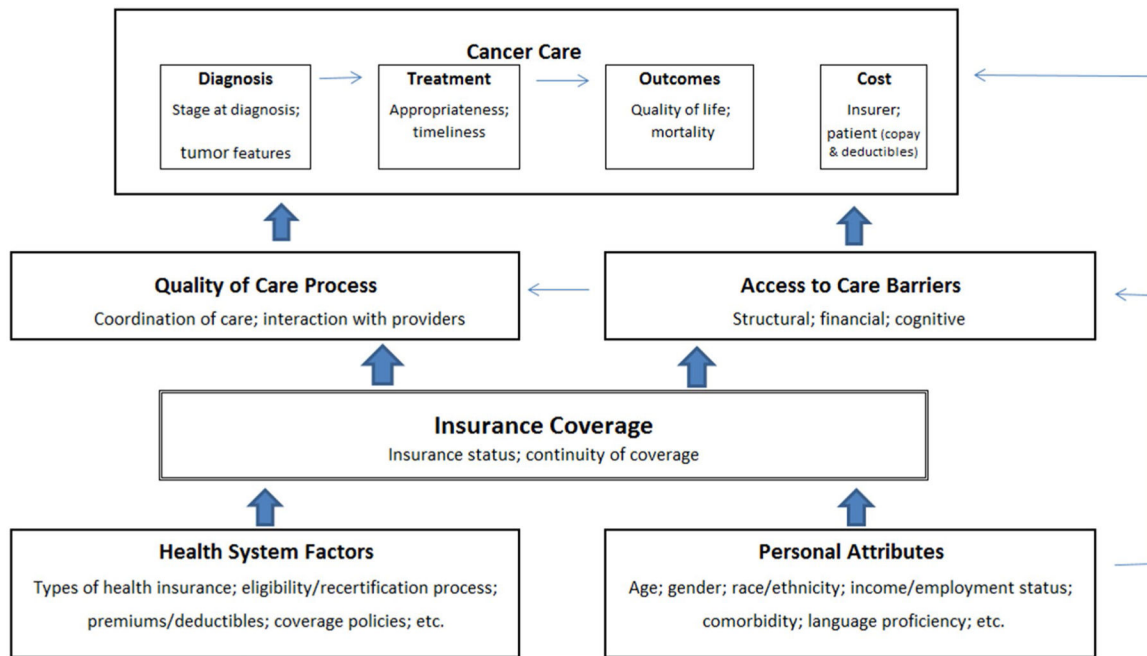 Cancer Care
Diagnosis
Stage at diagnosis;
tumor features
Treatment
Appropriateness;
timeliness
Outcomes
Quality of life;
mortality
Cost
Insurer;
patient (copay
& deductibles)
Quality of Care Process
Coordination of care; interaction with providers
Access to Care Barriers
Structural; financial; cognitive
Insurance Coverage
Insurance status; continuity of coverage
Health System Factors
Types of health insurance; eligibility/recertification process;
premiums/deductibles; coverage policies; etc.
Personal Attributes
Age; gender; race/ethnicity; income/employment status;
comorbidity; language proficiency; etc.